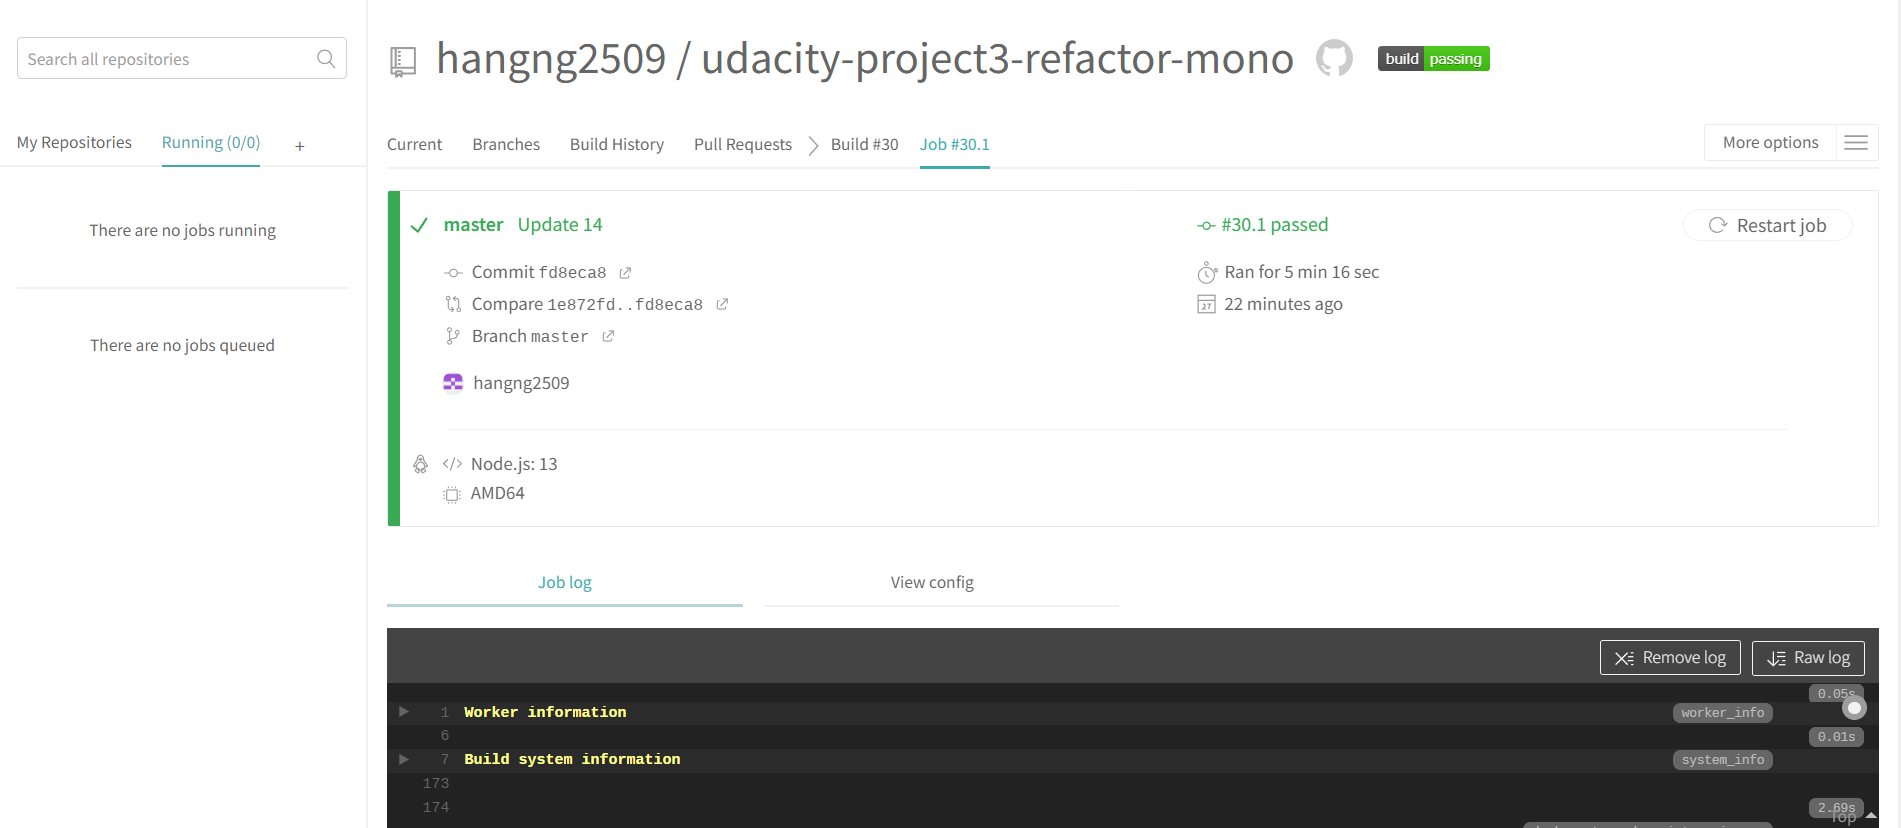 Search all repositories
My Repositories
Running (0/0)
+
There are no jobs running
There are no jobs queued
hangng2509 / udacity-project3-refactor-mono
build passing
Current
Branches
Build History
Pull Requests
Build #30
Job #30.1
More options
master Update 14
Commit fd8eca8
Compare 1e872fd..fd8eca8
Branch master
hangng2509
#30.1 passed
Ran for 5 min 16 sec
27
22 minutes ago
Restart job
Node.js: 13
AMD64
Job log
View config
Remove log
Raw log
0.05s
1 Worker information worker_info
6 0.01s
7 Build system information system_info
173
174 2.69s
Top